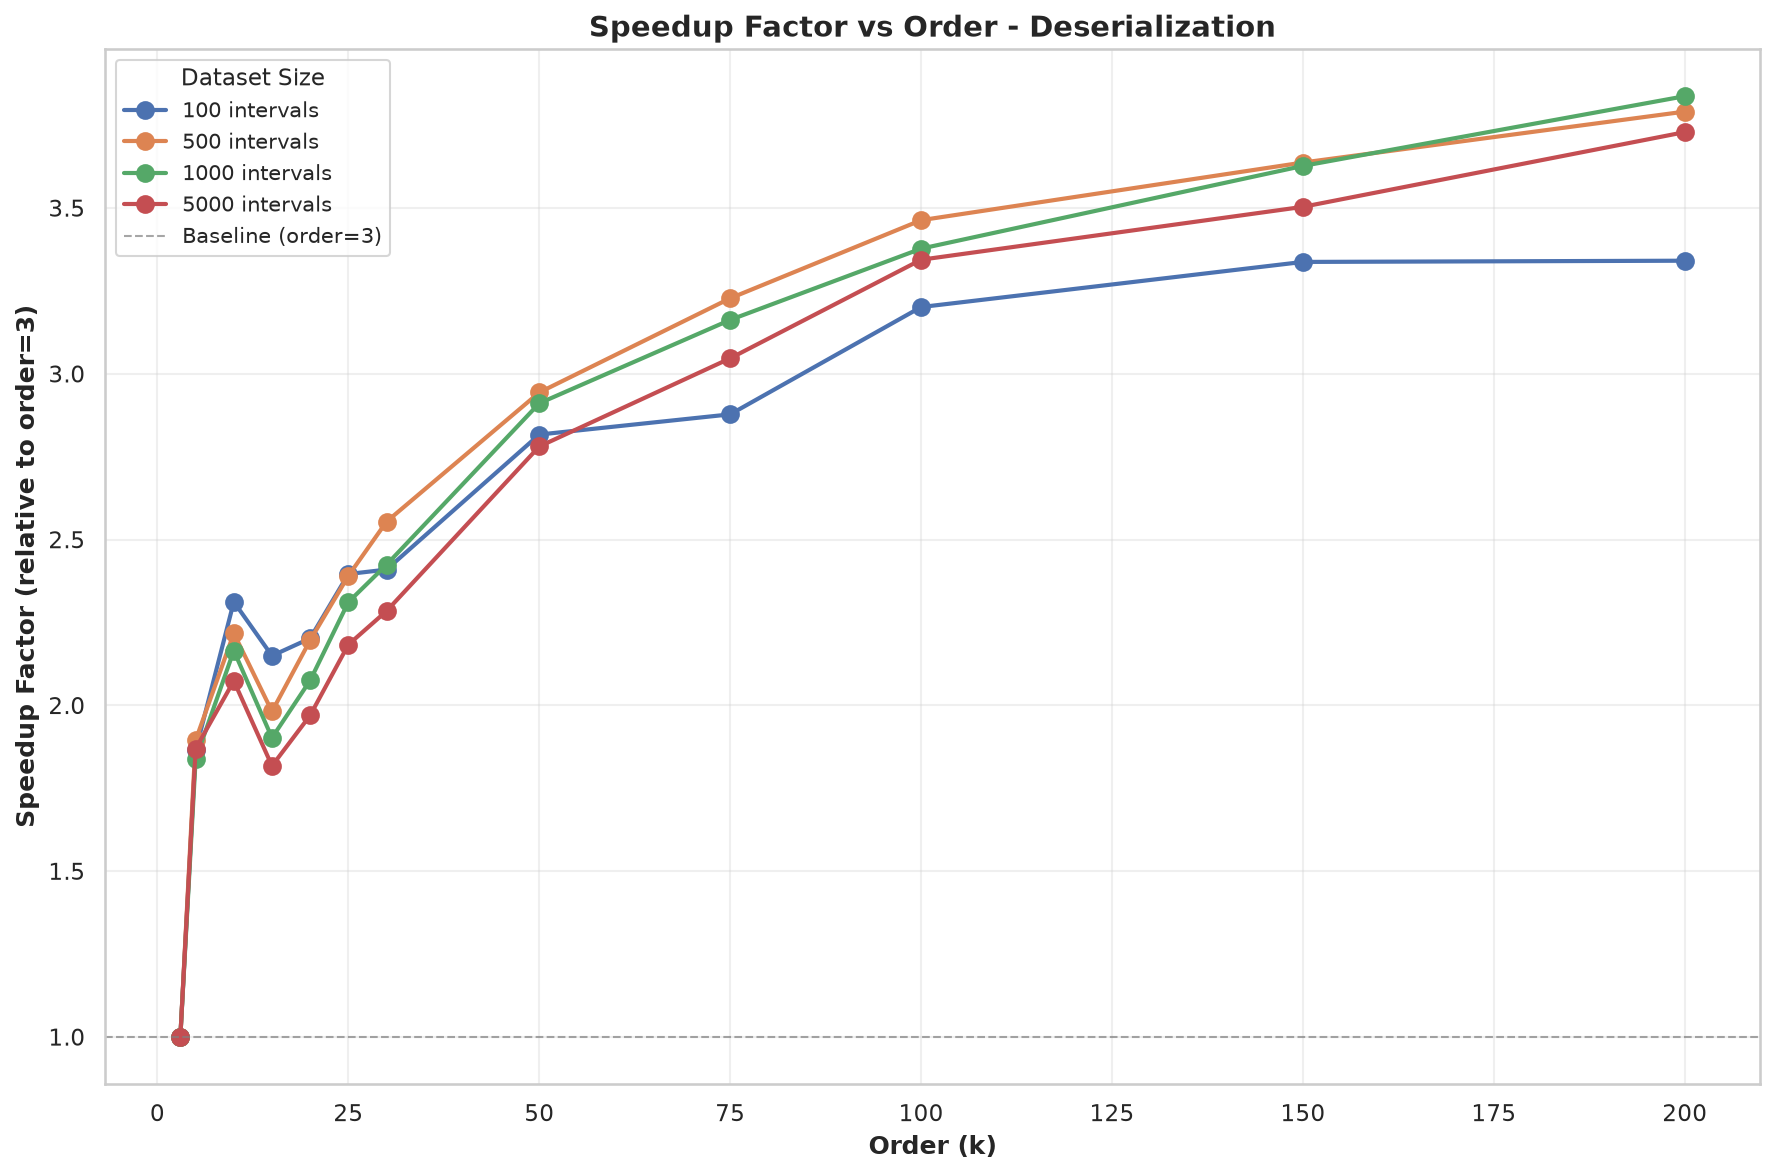 Speedup Factor vs Order - Deserialization
Dataset Size
100 intervals
500 intervals
1000 intervals
5000 intervals
Baseline (order=3)
Speedup Factor (relative to order=3)
3.5
3.0
2.5
2.0
1.5
1.0
0 25 50 75 100 125 150 175 200
Order (k)